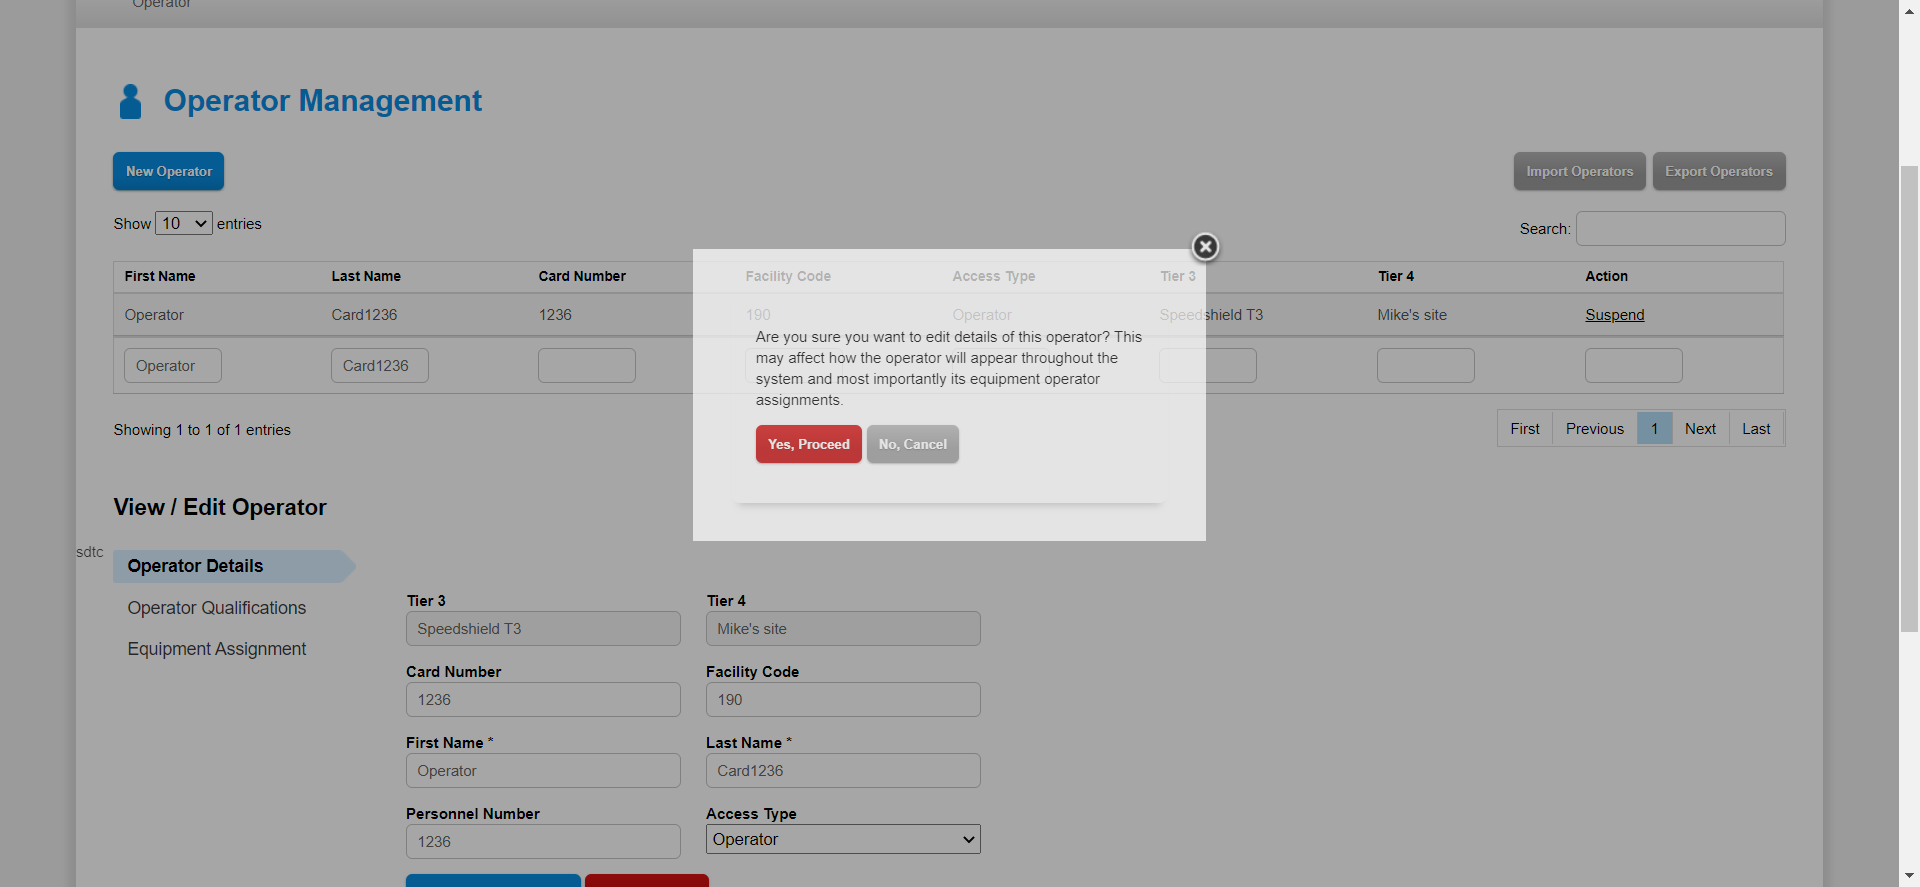 Operator
Operator Management
New Operator
Import Operators Export Operators
Show 10 entries
Search:
First Name Last Name Card Number Facility Code Access Type Tier 3 Tier 4 Action
Operator Card1236 1236 190 Operator Speedshield T3 Mike's site Suspend
Operator Card1236
Are you sure you want to edit details of this operator? This
may affect how the operator will appear throughout the
system and most importantly its equipment operator
assignments.
Yes, Proceed No, Cancel
Showing 1 to 1 of 1 entries
First Previous 1 Next Last
View / Edit Operator
sdtc
Operator Details
Operator Qualifications
Equipment Assignment
Tier 3 Tier 4
Speedshield T3 Mike's site
Card Number Facility Code
1236 190
First Name * Last Name *
Operator Card1236
Personnel Number Access Type
1236 Operator